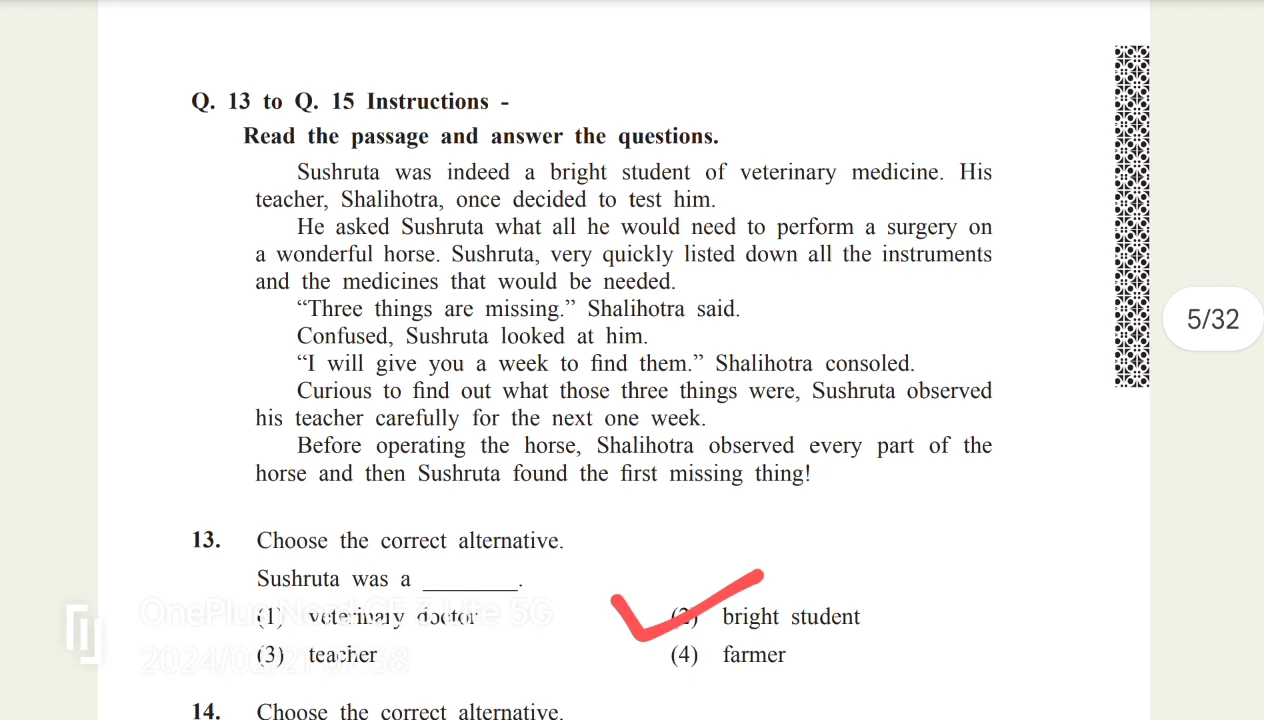 Q. 13 to Q. 15 Instructions -
Read the passage and answer the questions.
Sushruta was indeed a bright student of veterinary medicine. His
teacher, Shalihotra, once decided to test him.
He asked Sushruta what all he would need to perform a surgery on
a wonderful horse. Sushruta, very quickly listed down all the instruments
and the medicines that would be needed.
“Three things are missing.” Shalihotra said.
Confused, Sushruta looked at him.
“I will give you a week to find them.” Shalihotra consoled.
Curious to find out what those three things were, Sushruta observed
his teacher carefully for the next one week.
Before operating the horse, Shalihotra observed every part of the
horse and then Sushruta found the first missing thing!
5/32
13. Choose the correct alternative.
Sushruta was a ________.
(1) veterinary doctor (2) bright student
(3) teacher (4) farmer
14. Choose the correct alternative.
OnePlus Nord CE 3 Lite 5G